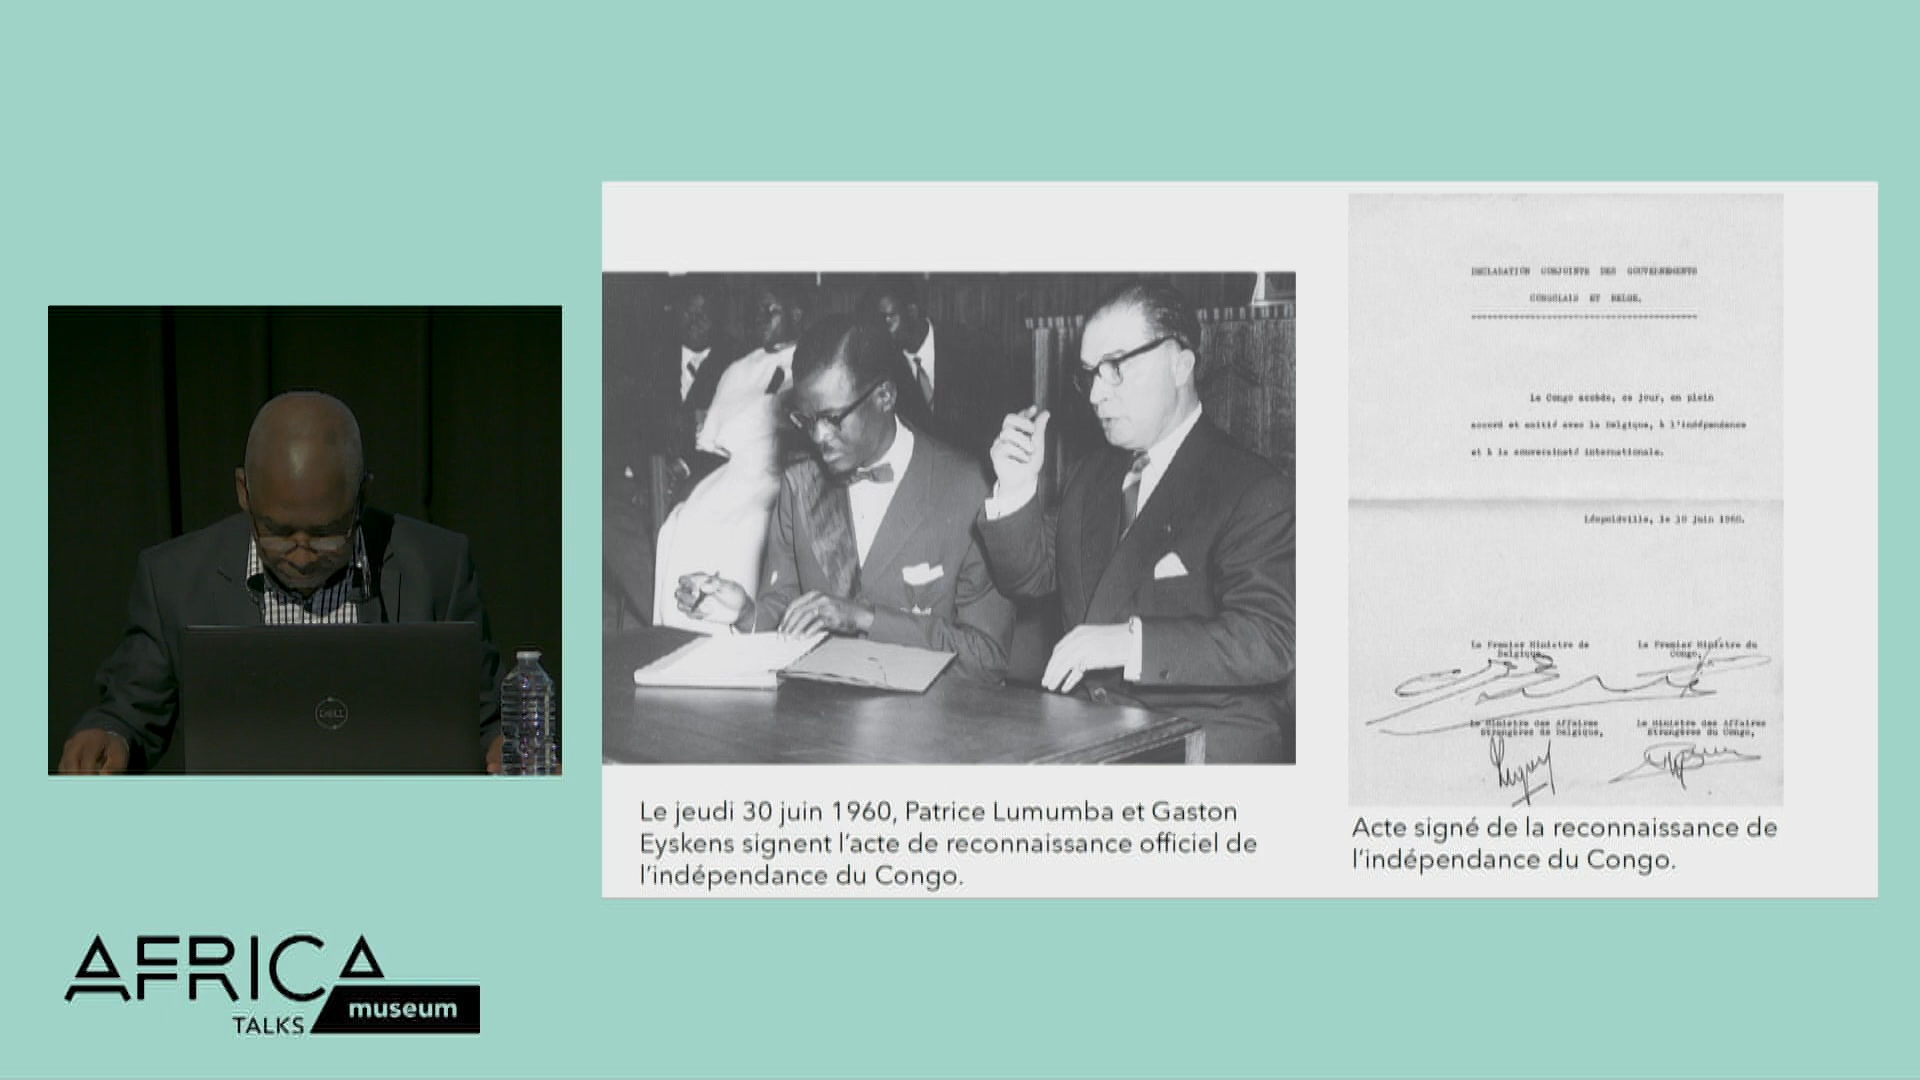 DECLARATION CONJOINTE DES GOUVERNEMENTS
CONGOLAIS ET BELGE.
Le Congo accède, ce jour, en plein
accord et amitié avec la Belgique, à l'indépendance
et à la souveraineté internationale.
Léopoldville, le 30 juin 1960.
Le Premier Ministre de
Belgique,
Le Premier Ministre du
Congo,
Le Ministre des Affaires
Etrangères de Belgique,
Le Ministre des Affaires
Etrangères du Congo,
Le jeudi 30 juin 1960, Patrice Lumumba et Gaston
Eyskens signent l'acte de reconnaissance officiel de
l'indépendance du Congo.
Acte signé de la reconnaissance de
l'indépendance du Congo.
DELL
AFRICA
TALKS museum